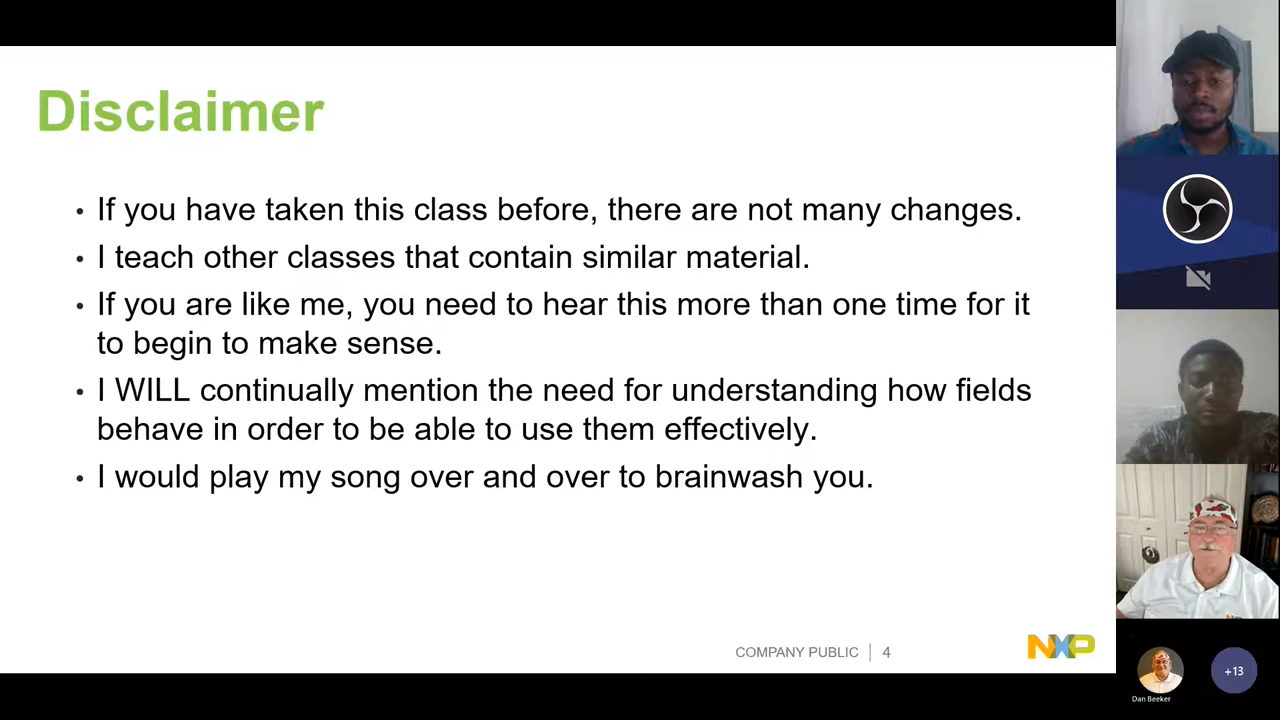 Disclaimer
• If you have taken this class before, there are not many changes.
• I teach other classes that contain similar material.
• If you are like me, you need to hear this more than one time for it
to begin to make sense.
• I WILL continually mention the need for understanding how fields
behave in order to be able to use them effectively.
• I would play my song over and over to brainwash you.
COMPANY PUBLIC | 4
NXP
+13
Dan Beeker